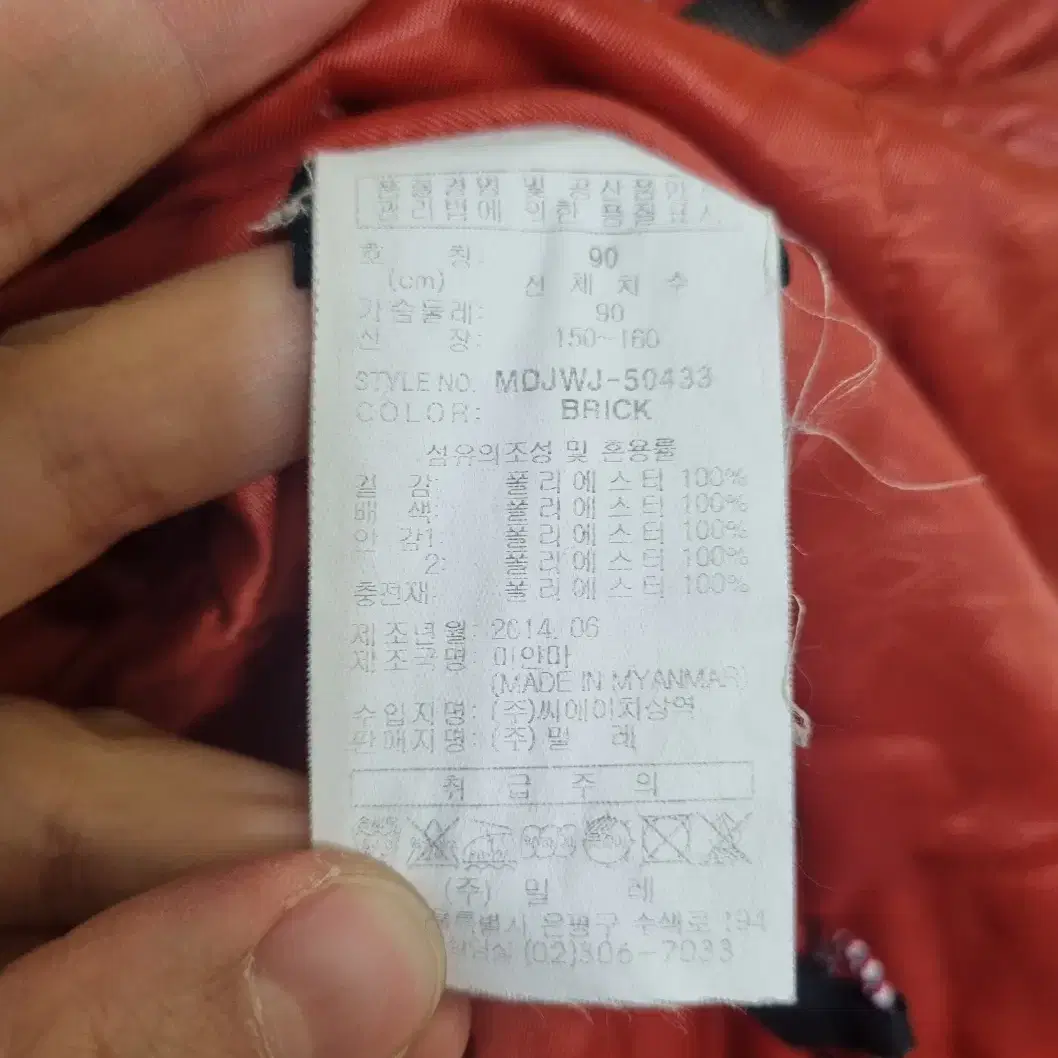 품질경영 및 공산품안
관리법에 의한 품질표시
호 칭: 90
(cm) 신 체 치 수
가슴둘레: 90
신 장: 150~160
STYLE NO. MDJWJ-50433
COLOR: BRICK
섬유의조성 및 혼용률
겉 감: 폴리에스터 100%
배 색: 폴리에스터 100%
안 감1: 폴리에스터 100%
2: 폴리에스터 100%
충전재: 폴리에스터 100%
제조년월: 2014. 06
제조국명: 미얀마
(MADE IN MYANMAR)
수입자명: (주)씨에이치상역
판매자명: (주) 밀 레
취 급 주 의
(주) 밀 레
울특별시 은평구 수색로 194
(02)306-7033